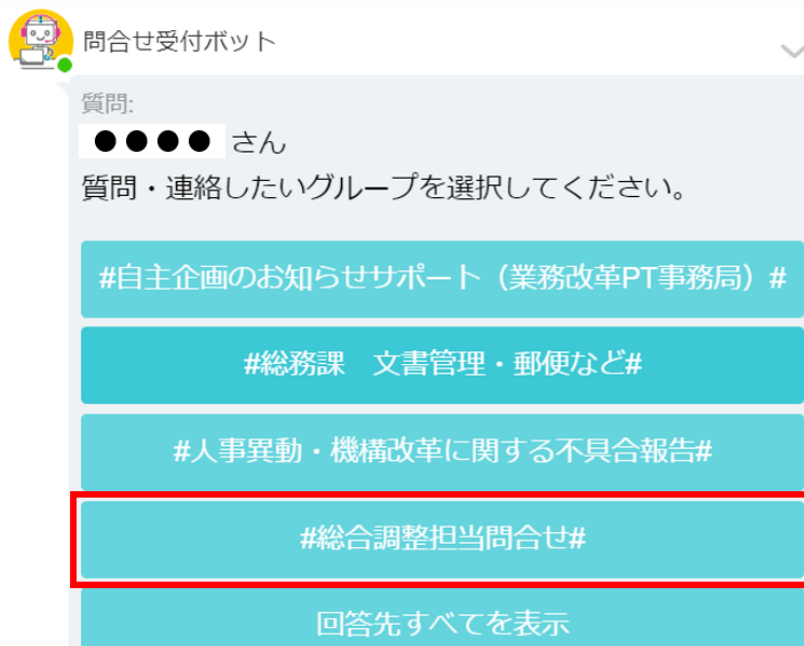 問合せ受付ボット
質問:
●●●● さん
質問・連絡したいグループを選択してください。
#自主企画のお知らせサポート（業務改革PT事務局）#
#総務課　文書管理・郵便など#
#人事異動・機構改革に関する不具合報告#
#総合調整担当問合せ#
回答先すべてを表示